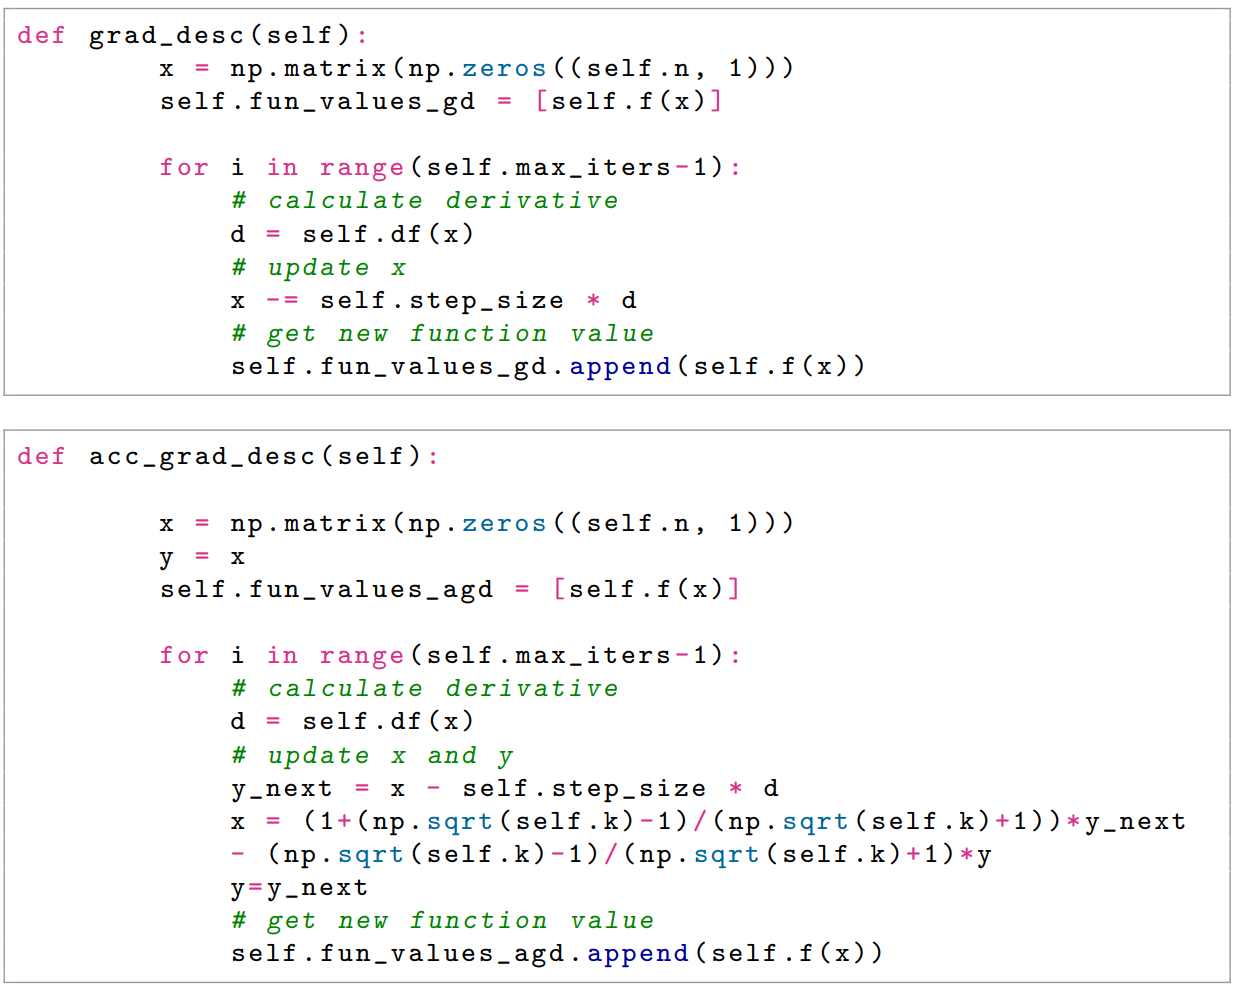 def grad_desc(self):
        x = np.matrix(np.zeros((self.n, 1)))
        self.fun_values_gd = [self.f(x)]

        for i in range(self.max_iters-1):
            # calculate derivative
            d = self.df(x)
            # update x
            x -= self.step_size * d
            # get new function value
            self.fun_values_gd.append(self.f(x))

def acc_grad_desc(self):

        x = np.matrix(np.zeros((self.n, 1)))
        y = x
        self.fun_values_agd = [self.f(x)]

        for i in range(self.max_iters-1):
            # calculate derivative
            d = self.df(x)
            # update x and y
            y_next = x - self.step_size * d
            x = (1+(np.sqrt(self.k)-1)/(np.sqrt(self.k)+1))*y_next
            - (np.sqrt(self.k)-1)/(np.sqrt(self.k)+1)*y
            y=y_next
            # get new function value
            self.fun_values_agd.append(self.f(x))